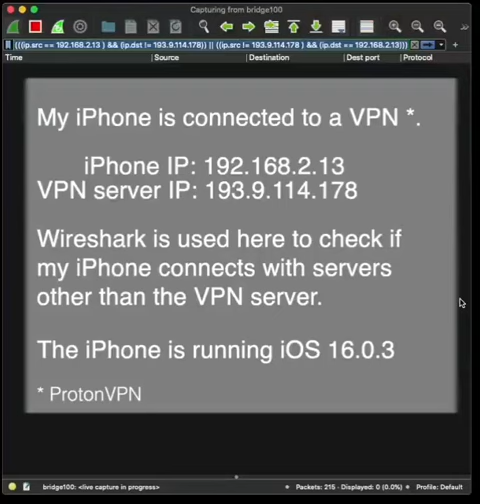 Capturing from bridge100
(((ip.src == 192.168.2.13 ) && (ip.dst != 193.9.114.178)) || ((ip.src != 193.9.114.178 ) && (ip.dst == 192.168.2.13)))
Time Source Destination Dest port Protocol
My iPhone is connected to a VPN *.
iPhone IP: 192.168.2.13
VPN server IP: 193.9.114.178
Wireshark is used here to check if
my iPhone connects with servers
other than the VPN server.
The iPhone is running iOS 16.0.3
* ProtonVPN
bridge100: <live capture in progress> Packets: 215 · Displayed: 0 (0.0%) Profile: Default